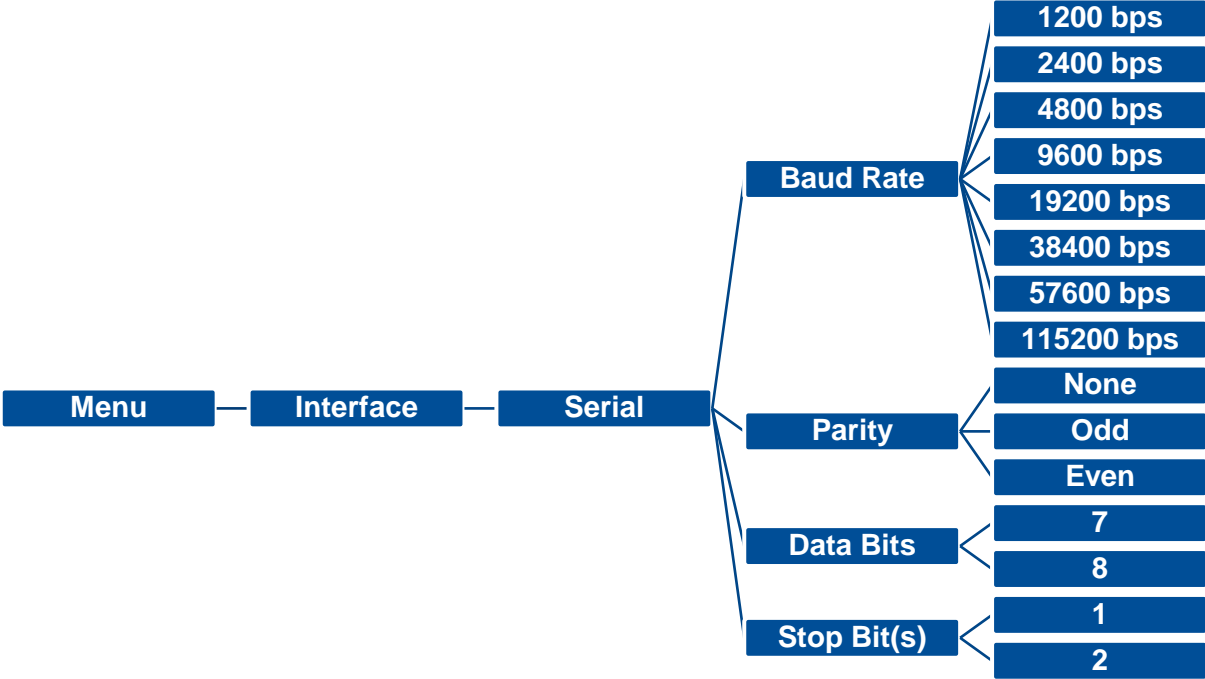 Menu
Interface
Serial
Baud Rate
1200 bps
2400 bps
4800 bps
9600 bps
19200 bps
38400 bps
57600 bps
115200 bps
Parity
None
Odd
Even
Data Bits
7
8
Stop Bit(s)
1
2